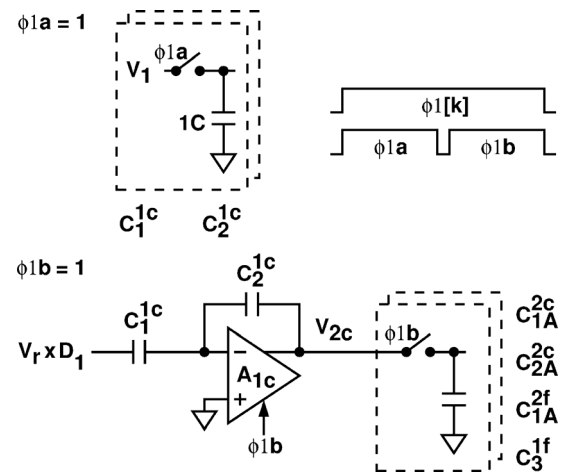 ϕ1a = 1
ϕ1a
V1
1C
ϕ1[k]
ϕ1a ϕ1b
C1^1c C2^1c
ϕ1b = 1
C2^1c
C1^1c
V2c
ϕ1b
Vr x D1
−
A1c
+
ϕ1b
C1A^2c
C2A^2c
C1A^2f
C3^1f